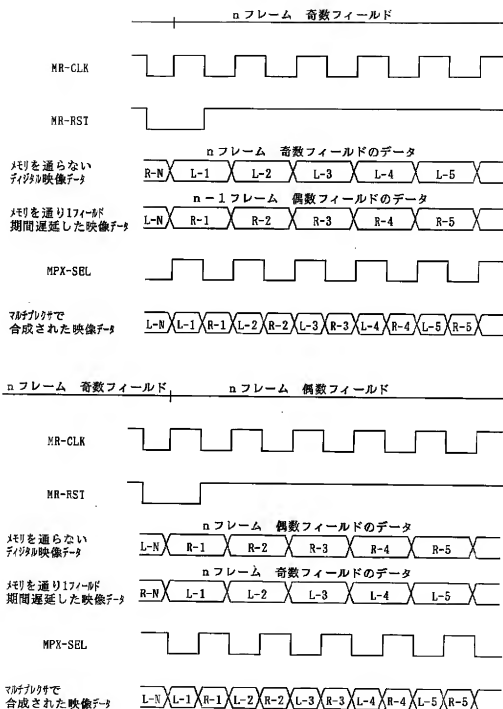 nフレーム 奇数フィールド
MR-CLK
MR-RST
nフレーム 奇数フィールドのデータ
メモリを通らない
ディジタル映像データ
R-N L-1 L-2 L-3 L-4 L-5
n-1フレーム 偶数フィールドのデータ
メモリを通り1フィールド
期間遅延した映像データ
L-N R-1 R-2 R-3 R-4 R-5
MPX-SEL
マルチプレクサで
合成された映像データ
L-N L-1 R-1 L-2 R-2 L-3 R-3 L-4 R-4 L-5 R-5
nフレーム 奇数フィールド nフレーム 偶数フィールド
MR-CLK
MR-RST
nフレーム 偶数フィールドのデータ
メモリを通らない
ディジタル映像データ
L-N R-1 R-2 R-3 R-4 R-5
nフレーム 奇数フィールドのデータ
メモリを通り1フィールド
期間遅延した映像データ
R-N L-1 L-2 L-3 L-4 L-5
MPX-SEL
マルチプレクサで
合成された映像データ
L-N L-1 R-1 L-2 R-2 L-3 R-3 L-4 R-4 L-5 R-5